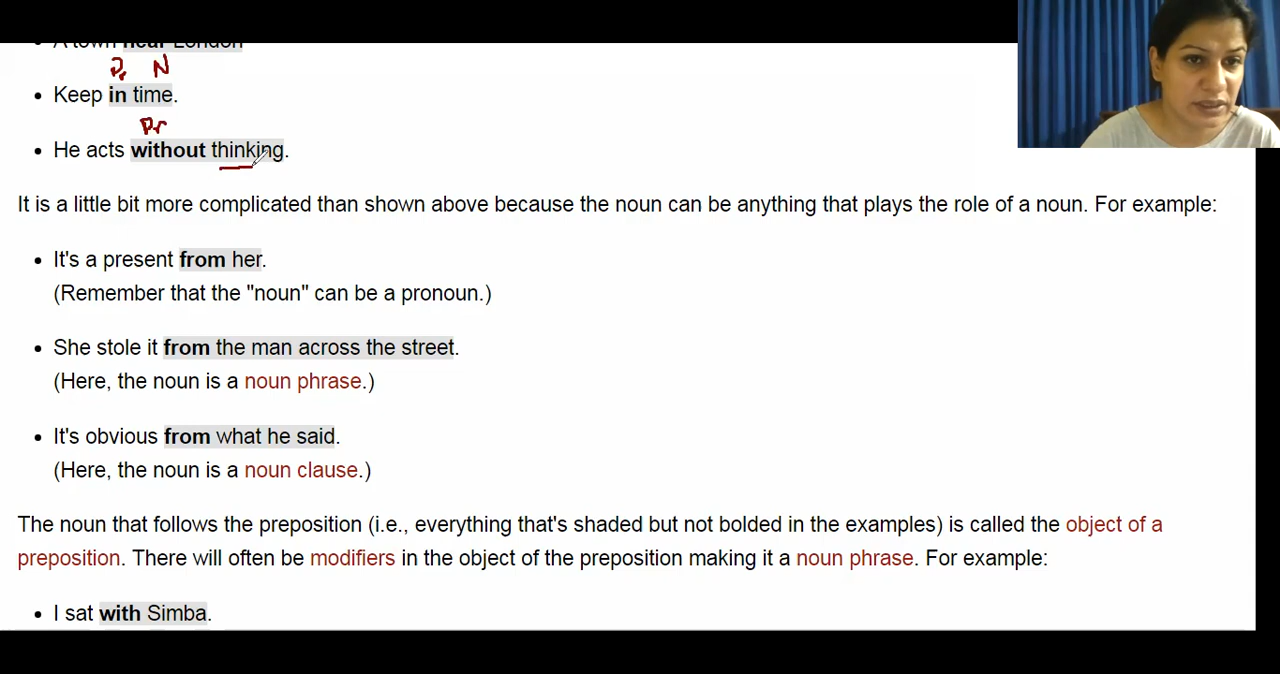 • A town near London
Pr N
• Keep in time.
Pr
• He acts without thinking.
It is a little bit more complicated than shown above because the noun can be anything that plays the role of a noun. For example:
• It's a present from her.
(Remember that the "noun" can be a pronoun.)
• She stole it from the man across the street.
(Here, the noun is a noun phrase.)
• It's obvious from what he said.
(Here, the noun is a noun clause.)
The noun that follows the preposition (i.e., everything that's shaded but not bolded in the examples) is called the object of a
preposition. There will often be modifiers in the object of the preposition making it a noun phrase. For example:
• I sat with Simba.